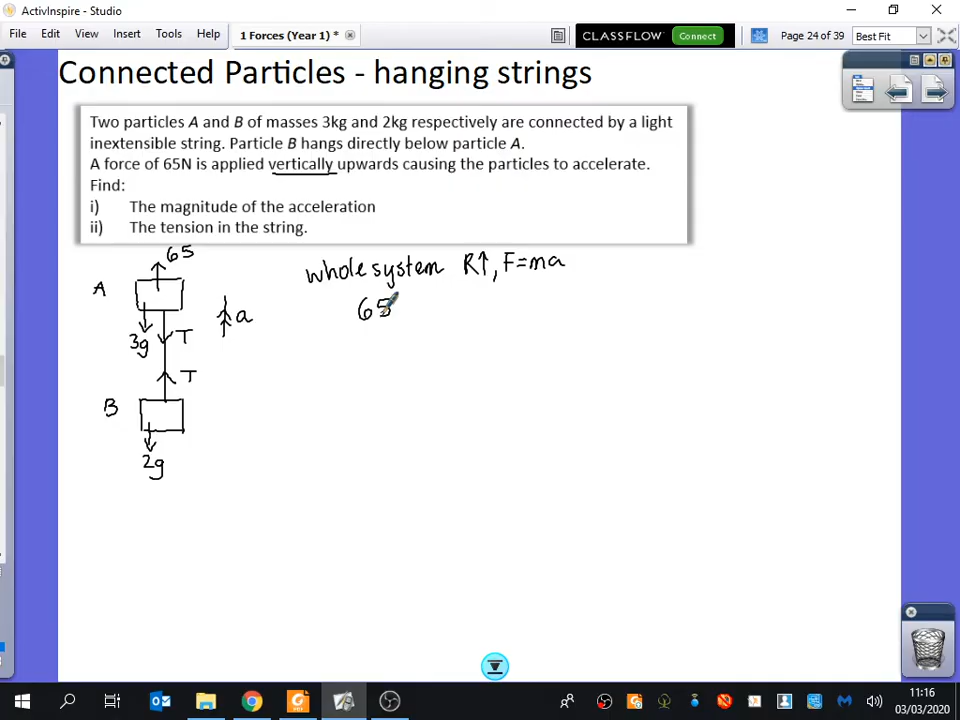 ActivInspire - Studio
File Edit View Insert Tools Help 1 Forces (Year 1) * CLASSFLOW Connect Page 24 of 39 Best Fit
Connected Particles - hanging strings
Two particles A and B of masses 3kg and 2kg respectively are connected by a light
inextensible string. Particle B hangs directly below particle A.
A force of 65N is applied vertically upwards causing the particles to accelerate.
Find:
i) The magnitude of the acceleration
ii) The tension in the string.
65
whole system R↑, F=ma
A
65
a
3g T
T
B
2g
11:16
03/03/2020